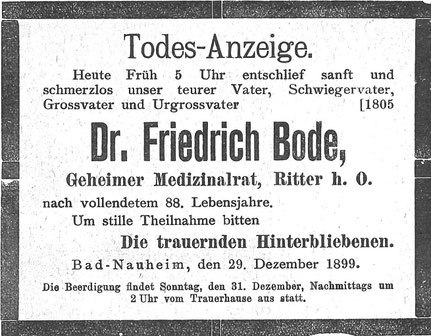 Todes-Anzeige.
Heute Früh 5 Uhr entschlief sanft und
schmerzlos unser teurer Vater, Schwiegervater,
Grossvater und Urgrossvater [1805
Dr. Friedrich Bode,
Geheimer Medizinalrat, Ritter h. O.
nach vollendetem 88. Lebensjahre.
Um stille Theilnahme bitten
Die trauernden Hinterbliebenen.
Bad-Nauheim, den 29. Dezember 1899.
Die Beerdigung findet Sonntag, den 31. Dezember, Nachmittags um
2 Uhr vom Trauerhause aus statt.